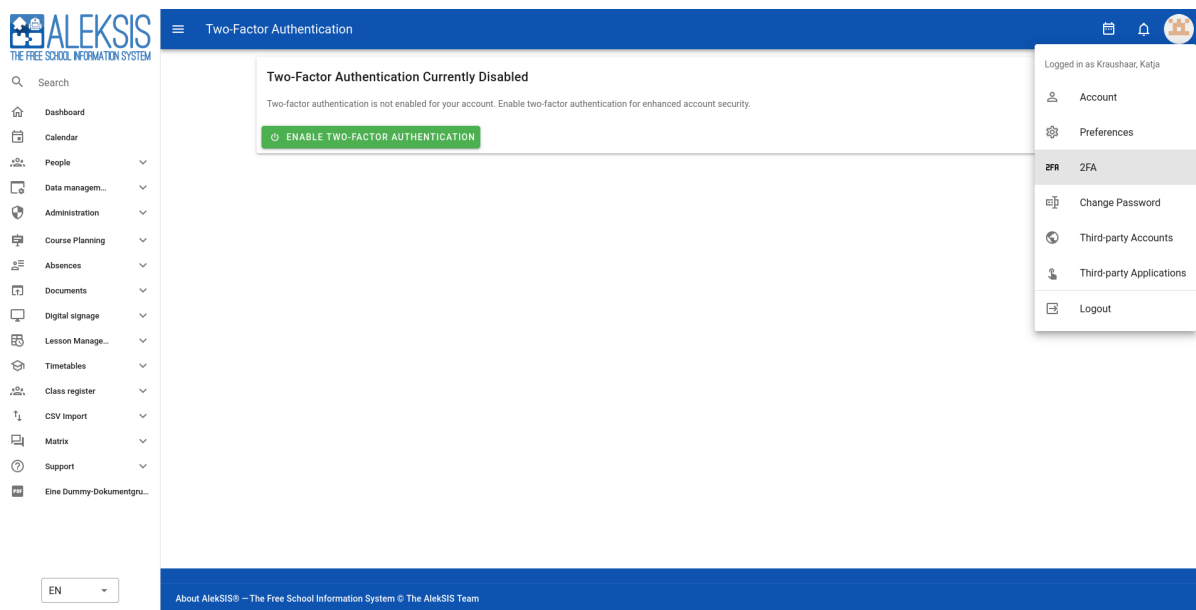 ALEKSIS
THE FREE SCHOOL INFORMATION SYSTEM
Two-Factor Authentication
Search
Dashboard
Calendar
People
Data managem...
Administration
Course Planning
Absences
Documents
Digital signage
Lesson Manage...
Timetables
Class register
CSV Import
Matrix
Support
PDF Eine Dummy-Dokumentgru...
EN
Two-Factor Authentication Currently Disabled
Two-factor authentication is not enabled for your account. Enable two-factor authentication for enhanced account security.
ENABLE TWO-FACTOR AUTHENTICATION
Logged in as Kraushaar, Katja
Account
Preferences
2FA 2FA
Change Password
Third-party Accounts
Third-party Applications
Logout
About AlekSIS® — The Free School Information System © The AlekSIS Team